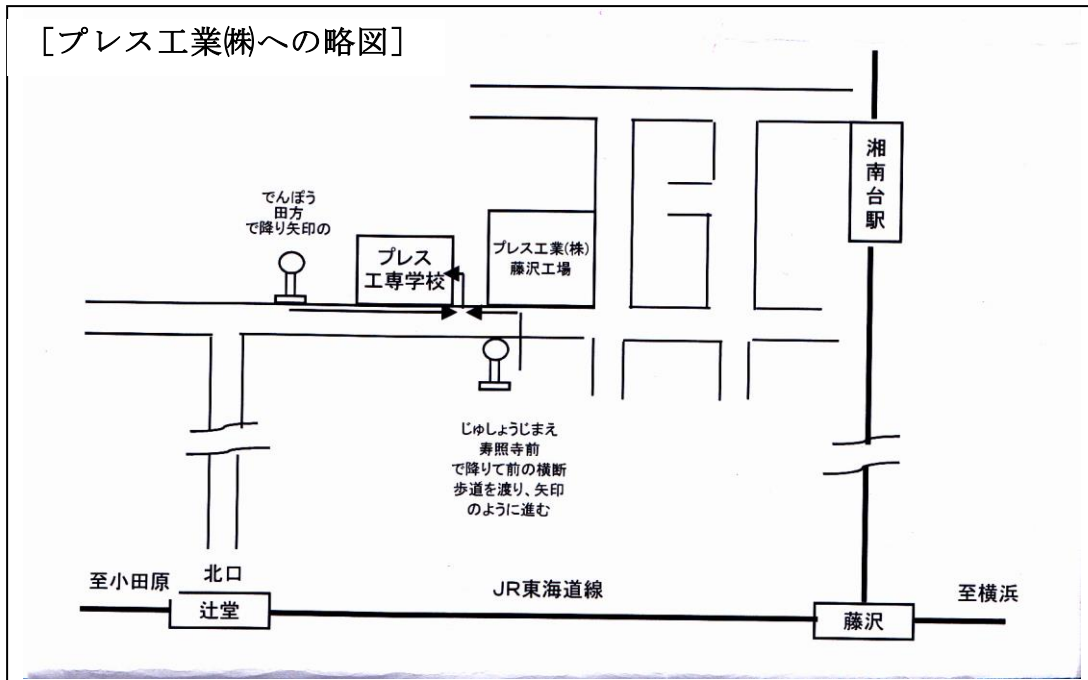 ［プレス工業㈱への略図］
湘南台駅
でんぽう
田方
で降り矢印の
プレス
工専学校
プレス工業(株)
藤沢工場
じゅしょうじまえ
寿照寺前
で降りて前の横断
歩道を渡り、矢印
のように進む
至小田原
北口
辻堂
JR東海道線
藤沢
至横浜